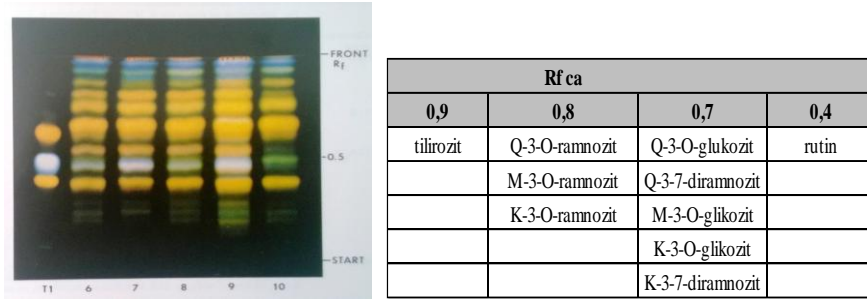 FRONT
Rf
0.5
START
T1 6 7 8 9 10
Rf ca
0,9 0,8 0,7 0,4
tilirozit Q-3-O-ramnozit Q-3-O-glukozit rutin
M-3-O-ramnozit Q-3-7-diramnozit
K-3-O-ramnozit M-3-O-glikozit
K-3-O-glikozit
K-3-7-diramnozit